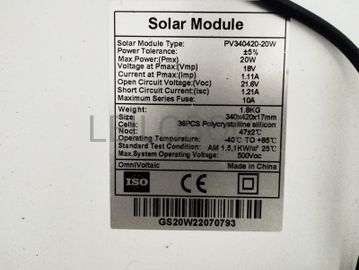 Solar Module
Solar Module Type: PV340420-20W
Power Tolerance: ±5%
Max.Power(Pmx) 20W
Voltage at Pmax(Vmp) 18V
Current at Pmax(Imp) 1.11A
Open Circuit Voltage(Voc) 21.6V
Short Circuit Current(Isc) 1.21A
Maximum Series Fuse: 10A
Weight: 1.8KG
Size: 340x420x17mm
Cells: 36PCS Polycrystlline silicon
Noct: 47±2℃
Operating Temperature: -40℃ TO +85℃
Standard Test Condition: AM 1.5,1KW/㎡ 25℃
Max.System Operating Voltage: 500Voc
OmniVoltaic Made in China
ISO CE
GS20W22070793